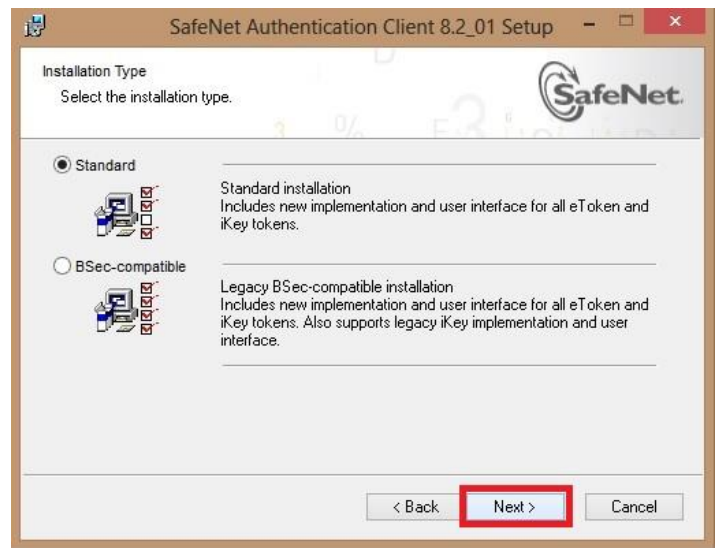 SafeNet Authentication Client 8.2_01 Setup
Installation Type
Select the installation type.
SafeNet.
Standard
Standard installation
Includes new implementation and user interface for all eToken and
iKey tokens.
BSec-compatible
Legacy BSec-compatible installation
Includes new implementation and user interface for all eToken and
iKey tokens. Also supports legacy iKey implementation and user
interface.
< Back Next > Cancel